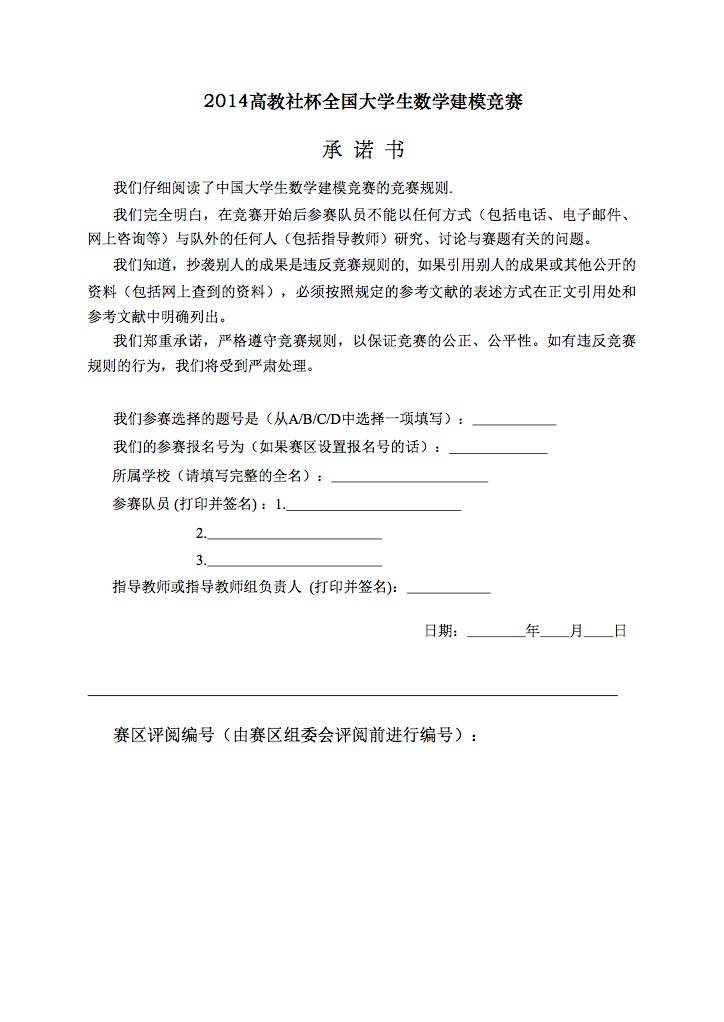 2014高教社杯全国大学生数学建模竞赛
承 诺 书
我们仔细阅读了中国大学生数学建模竞赛的竞赛规则.
我们完全明白，在竞赛开始后参赛队员不能以任何方式（包括电话、电子邮件、
网上咨询等）与队外的任何人（包括指导教师）研究、讨论与赛题有关的问题。
我们知道，抄袭别人的成果是违反竞赛规则的, 如果引用别人的成果或其他公开的
资料（包括网上查到的资料），必须按照规定的参考文献的表述方式在正文引用处和
参考文献中明确列出。
我们郑重承诺，严格遵守竞赛规则，以保证竞赛的公正、公平性。如有违反竞赛
规则的行为，我们将受到严肃处理。
我们参赛选择的题号是（从A/B/C/D中选择一项填写）：____________
我们的参赛报名号为（如果赛区设置报名号的话）：______________
所属学校（请填写完整的全名）：______________________
参赛队员 (打印并签名) ：1._________________________
2._________________________
3._________________________
指导教师或指导教师组负责人 (打印并签名)：____________
日期：________年____月____日
赛区评阅编号（由赛区组委会评阅前进行编号）：